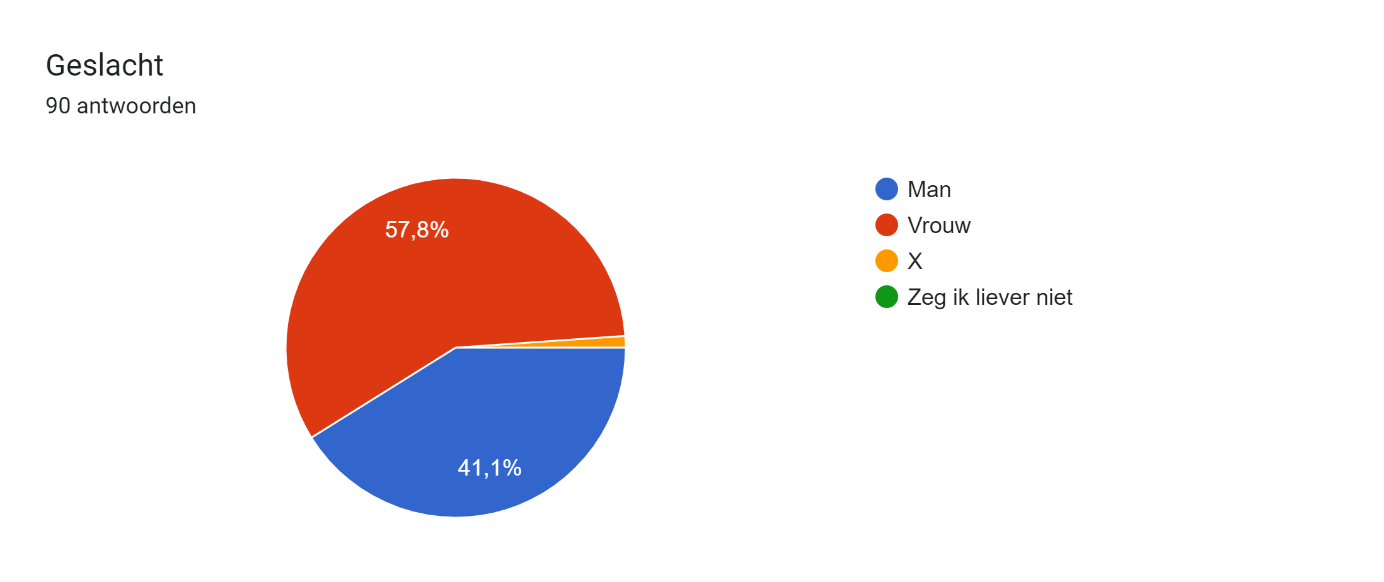 Geslacht
90 antwoorden
57,8%
41,1%
Man
Vrouw
X
Zeg ik liever niet